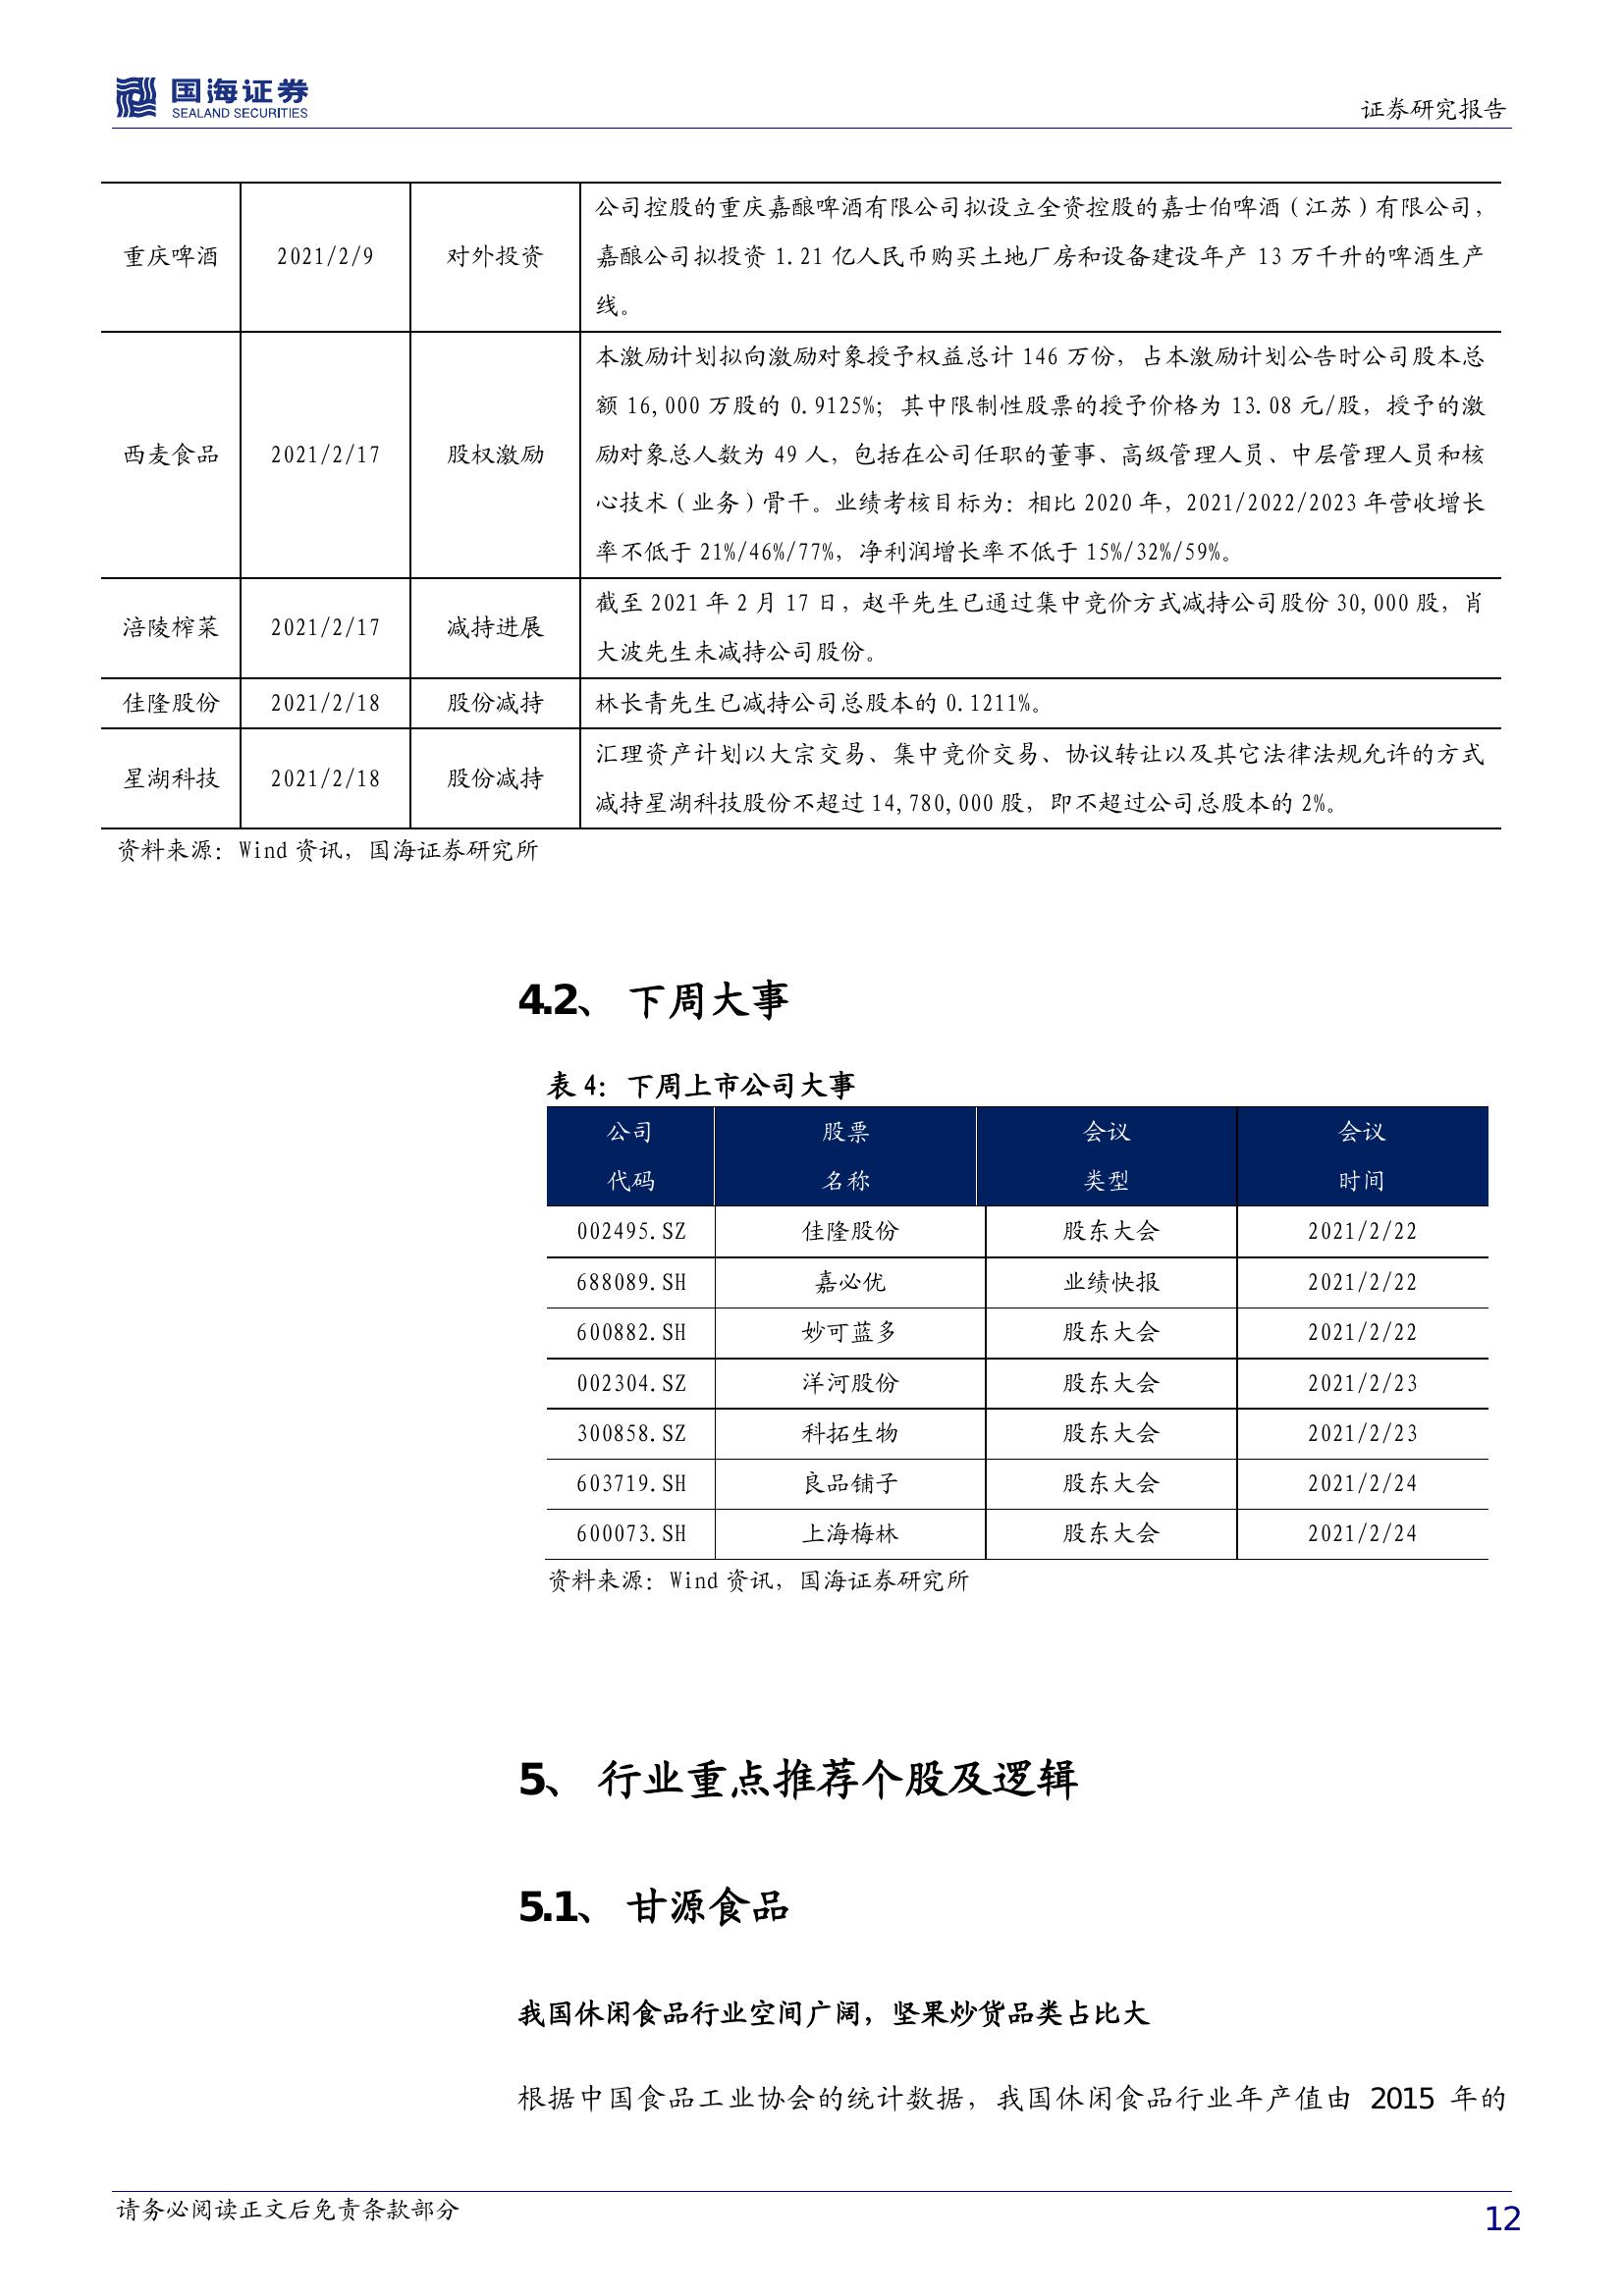 国海证券
SEALAND SECURITIES
证券研究报告
重庆啤酒 2021/2/9 对外投资
公司控股的重庆嘉酿啤酒有限公司拟设立全资控股的嘉士伯啤酒（江苏）有限公司，
嘉酿公司拟投资 1.21 亿人民币购买土地厂房和设备建设年产 13 万千升的啤酒生产
线。
西麦食品 2021/2/17 股权激励
本激励计划拟向激励对象授予权益总计 146 万份，占本激励计划公告时公司股本总
额 16,000 万股的 0.9125%；其中限制性股票的授予价格为 13.08 元/股，授予的激
励对象总人数为 49 人，包括在公司任职的董事、高级管理人员、中层管理人员和核
心技术（业务）骨干。业绩考核目标为：相比 2020 年，2021/2022/2023 年营收增长
率不低于 21%/46%/77%，净利润增长率不低于 15%/32%/59%。
涪陵榨菜 2021/2/17 减持进展
截至 2021 年 2 月 17 日，赵平先生已通过集中竞价方式减持公司股份 30,000 股，肖
大波先生未减持公司股份。
佳隆股份 2021/2/18 股份减持 林长青先生已减持公司总股本的 0.1211%。
星湖科技 2021/2/18 股份减持
汇理资产计划以大宗交易、集中竞价交易、协议转让以及其它法律法规允许的方式
减持星湖科技股份不超过 14,780,000 股，即不超过公司总股本的 2%。
资料来源：Wind 资讯，国海证券研究所
4.2、 下周大事
表 4：下周上市公司大事
公司 股票 会议 会议
代码 名称 类型 时间
002495.SZ 佳隆股份 股东大会 2021/2/22
688089.SH 嘉必优 业绩快报 2021/2/22
600882.SH 妙可蓝多 股东大会 2021/2/22
002304.SZ 洋河股份 股东大会 2021/2/23
300858.SZ 科拓生物 股东大会 2021/2/23
603719.SH 良品铺子 股东大会 2021/2/24
600073.SH 上海梅林 股东大会 2021/2/24
资料来源：Wind 资讯，国海证券研究所
5、 行业重点推荐个股及逻辑
5.1、 甘源食品
我国休闲食品行业空间广阔，坚果炒货品类占比大
根据中国食品工业协会的统计数据，我国休闲食品行业年产值由 2015 年的
请务必阅读正文后免责条款部分
12